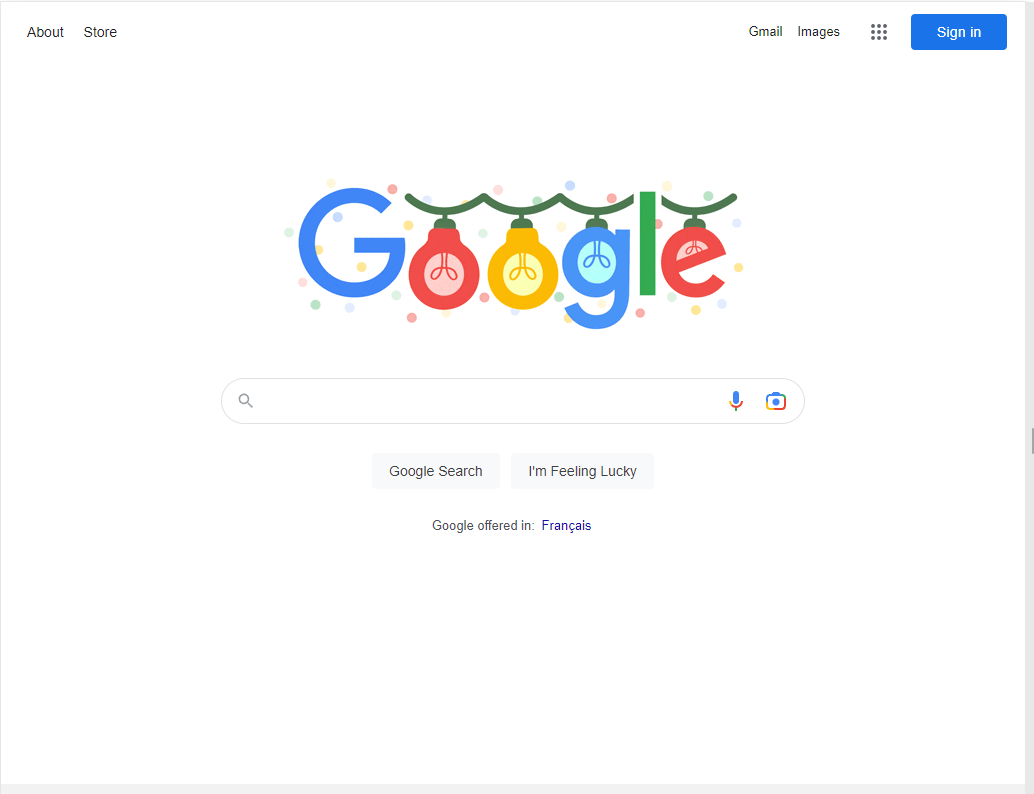 About Store
Gmail Images Sign in
Google
Google Search I'm Feeling Lucky
Google offered in: Français